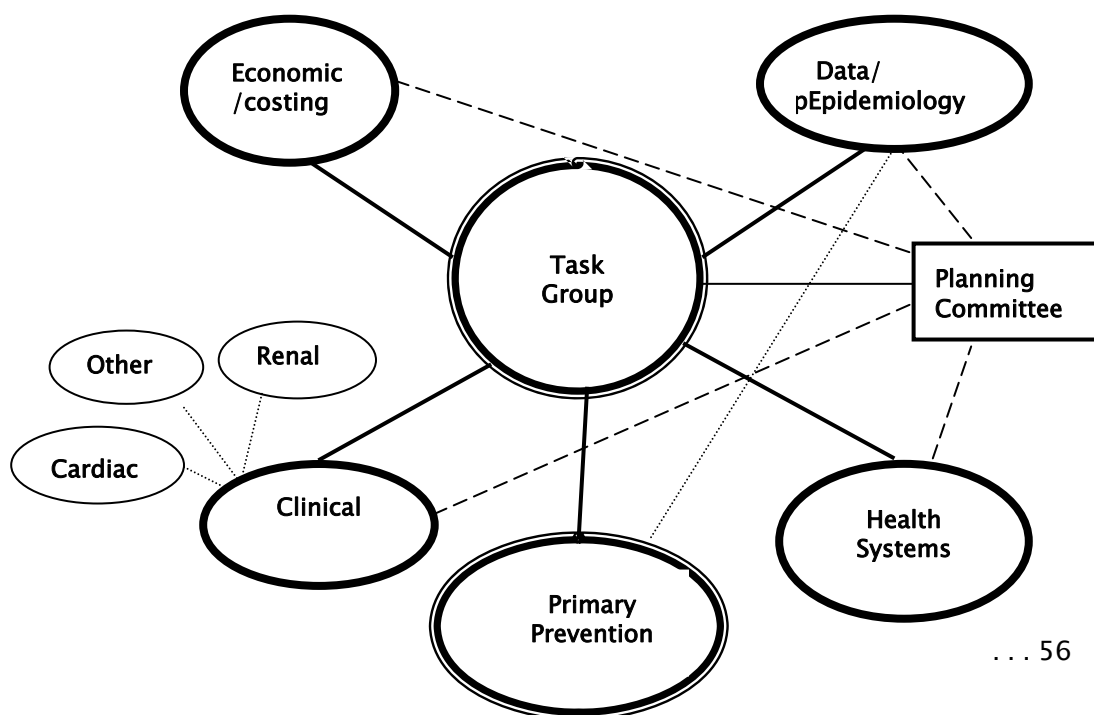 Economic
/costing
Data/
pEpidemiology
Task
Group
Planning
Committee
Other
Renal
Cardiac
Clinical
Health
Systems
Primary
Prevention
. . . 56